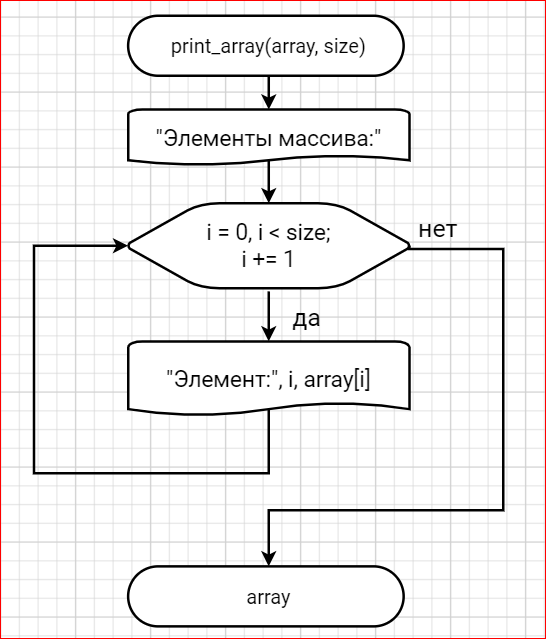 print_array(array, size)
"Элементы массива:"
i = 0, i < size;
i += 1
нет
да
"Элемент:", i, array[i]
array